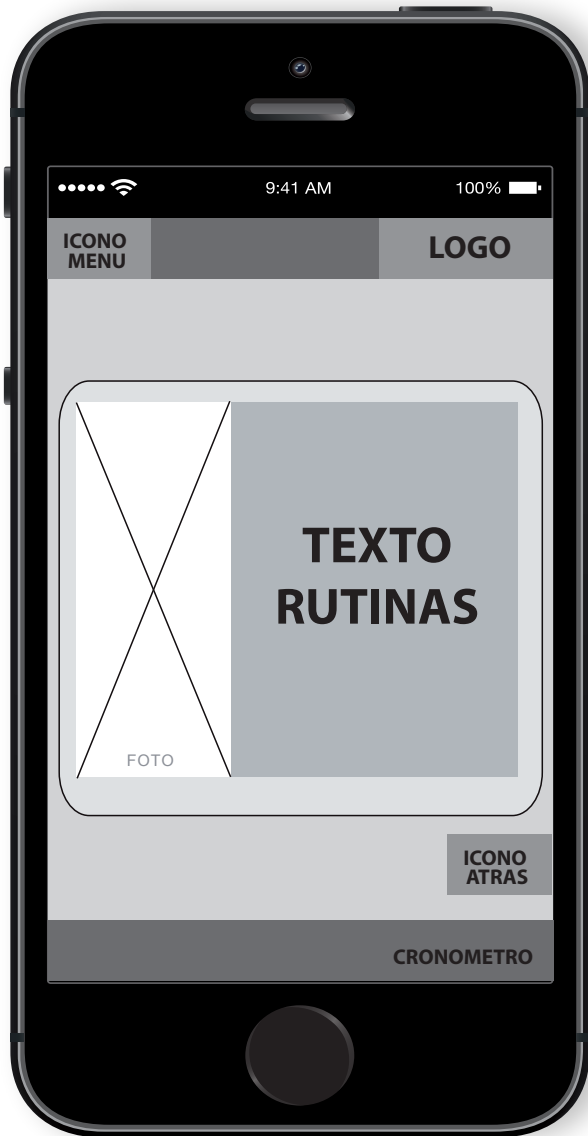 9:41 AM 100%
ICONO
MENU
LOGO
TEXTO
RUTINAS
FOTO
ICONO
ATRAS
CRONOMETRO